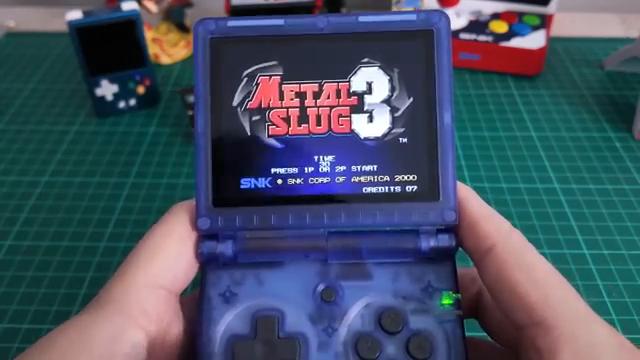 METAL
SLUG 3
TM
TIME
30
PRESS 1P OR 2P START
SNK © SNK CORP OF AMERICA 2000
CREDITS 07